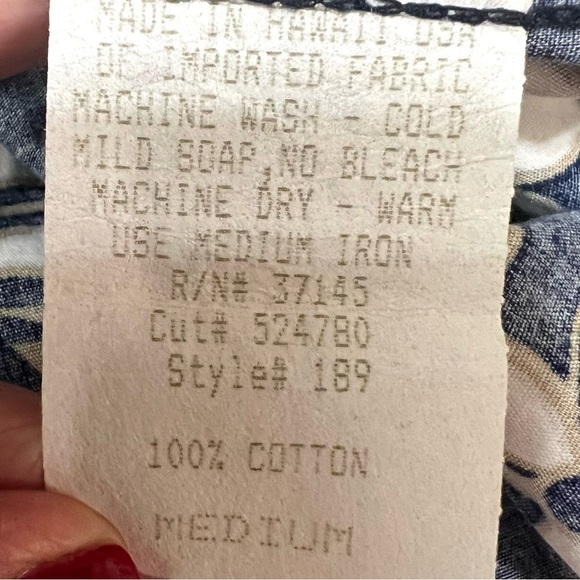 MADE IN HAWAII USA
OF IMPORTED FABRIC
MACHINE WASH - COLD
MILD SOAP,NO BLEACH
MACHINE DRY - WARM
USE MEDIUM IRON
R/N# 37145
Cut# 524780
Style# 189
100% COTTON
MEDIUM